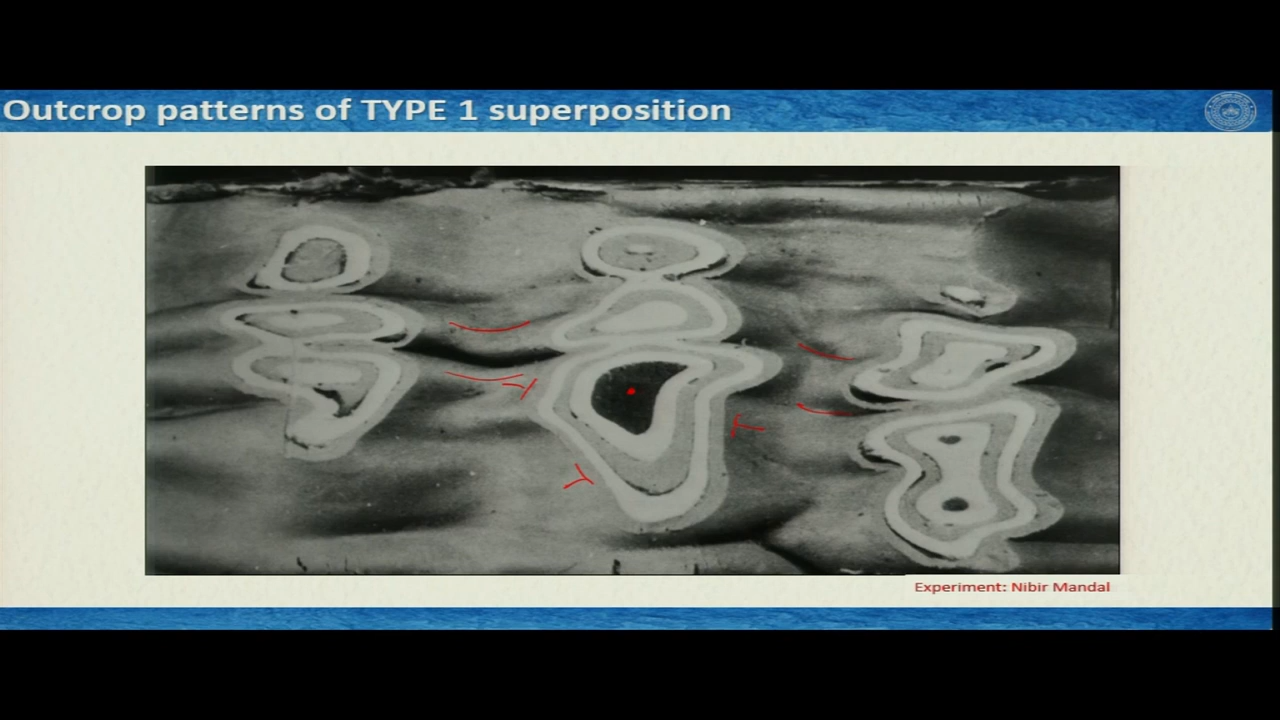 Outcrop patterns of TYPE 1 superposition
Experiment: Nibir Mandal